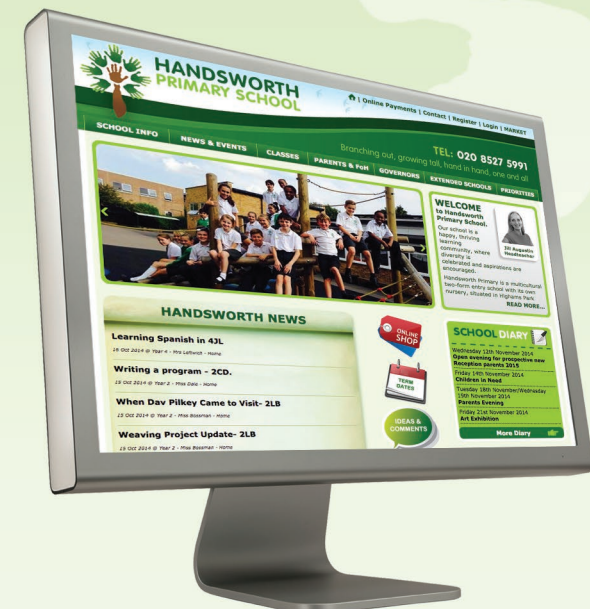 HANDSWORTH
PRIMARY SCHOOL
| Online Payments | Contact | Register | Login | MARKET
TEL: 020 8527 5991
Branching out, growing tall, hand in hand, one and all
SCHOOL INFO
NEWS & EVENTS
CLASSES
PARENTS & FoH
GOVERNORS
EXTENDED SCHOOLS
PRIORITIES
WELCOME
to Handsworth
Primary School.
Our school is a
happy, thriving
learning
community, where
diversity is
celebrated and aspirations are
encouraged.
Jill Augustin
Headteacher
Handsworth Primary is a multicultural
two-form entry school with its own
nursery, situated in Highams Park
READ MORE...
HANDSWORTH NEWS
Learning Spanish in 4JL
16 Oct 2014 @ Year 4 - Mrs Leftwich - Home
Writing a program - 2CD.
15 Oct 2014 @ Year 2 - Miss Dale - Home
When Dav Pilkey Came to Visit- 2LB
15 Oct 2014 @ Year 2 - Miss Bossman - Home
Weaving Project Update- 2LB
15 Oct 2014 @ Year 2 - Miss Bossman - Home
ONLINE
SHOP
TERM
DATES
IDEAS &
COMMENTS
SCHOOL DIARY
Wednesday 12th November 2014
Open evening for prospective new
Reception parents 2015
Friday 14th November 2014
Children in Need
Tuesday 18th November/Wednesday
19th November 2014
Parents Evening
Friday 21st November 2014
Art Exhibition
More Diary